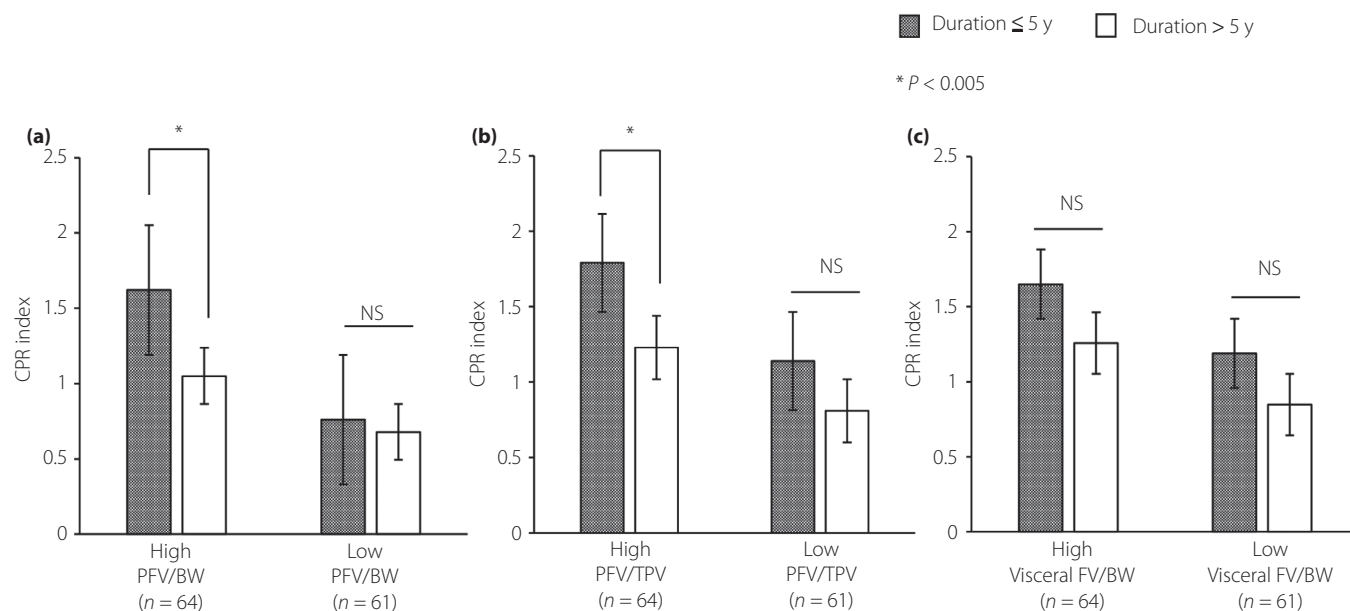 Duration ≤ 5 y
Duration > 5 y
* P < 0.005
(a)
*
2.5
2
1.5
1
0.5
0
CPR index
NS
High
PFV/BW
(n = 64)
Low
PFV/BW
(n = 61)
(b)
*
2.5
2
1.5
1
0.5
0
CPR index
NS
High
PFV/TPV
(n = 64)
Low
PFV/TPV
(n = 61)
(c)
2.5
2
1.5
1
0.5
0
CPR index
NS
NS
High
Visceral FV/BW
(n = 64)
Low
Visceral FV/BW
(n = 61)